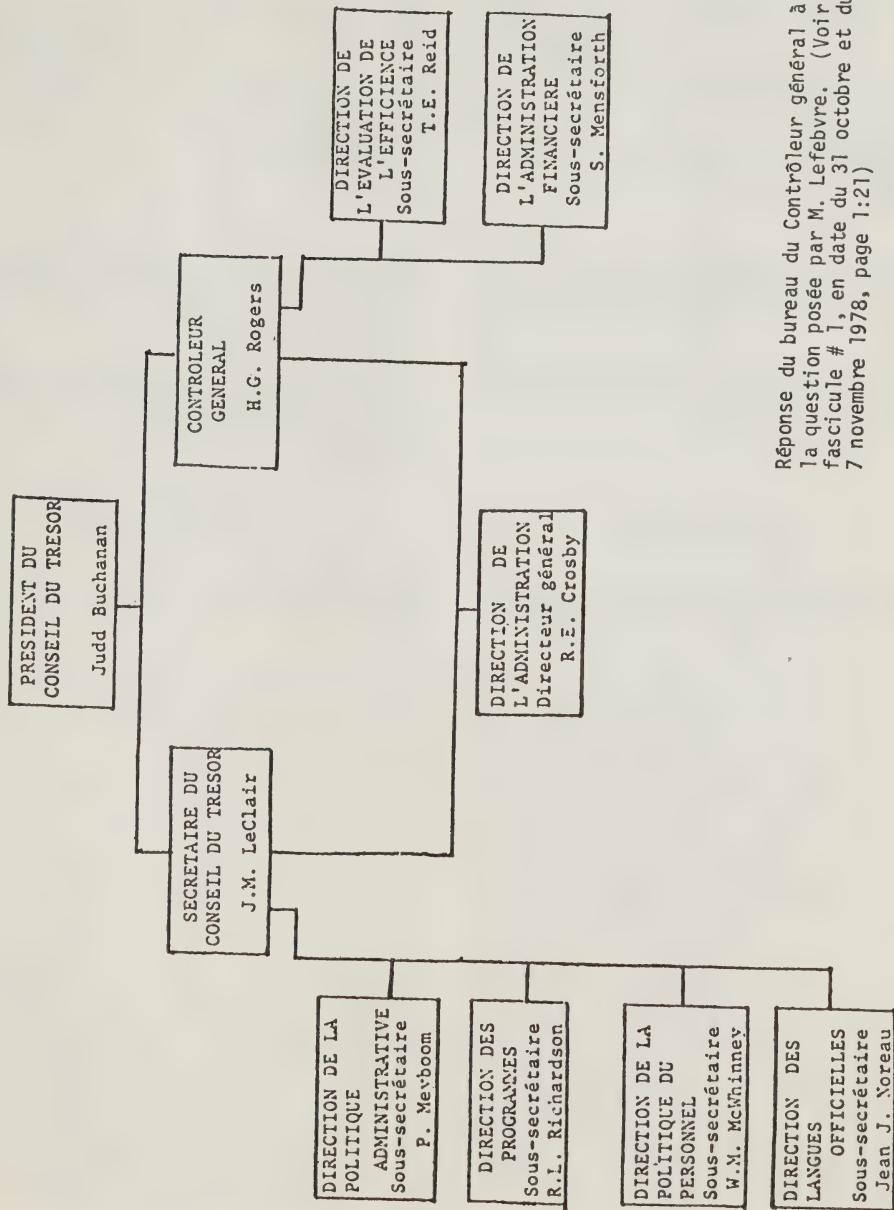 PRESIDENT DU
CONSEIL DU TRESOR
Judd Buchanan
SECRETAIRE DU
CONSEIL DU TRESOR
J.M. LeClair
CONTROLEUR
GENERAL
H.G. Rogers
DIRECTION DE
L'ADMINISTRATION
Directeur général
R.E. Crosby
DIRECTION DE LA
POLITIQUE
ADMINISTRATIVE
Sous-secrétaire
P. Meyboom
DIRECTION DES
PROGRAMMES
Sous-secrétaire
R.L. Richardson
DIRECTION DE LA
POLITIQUE DU
PERSONNEL
Sous-secrétaire
W.M. McWhinney
DIRECTION DES
LANGUES
OFFICIELLES
Sous-secrétaire
Jean J. Noreau
DIRECTION DE
L'EVALUATION DE
L'EFFICIENCE
Sous-secrétaire
T.E. Reid
DIRECTION DE
L'ADMINISTRATION
FINANCIERE
Sous-secrétaire
S. Mensforth
Réponse du bureau du Contrôleur général à
la question posée par M. Lefebvre. (Voir
fascicule # 1, en date du 31 octobre et du
7 novembre 1978, page 1:21)